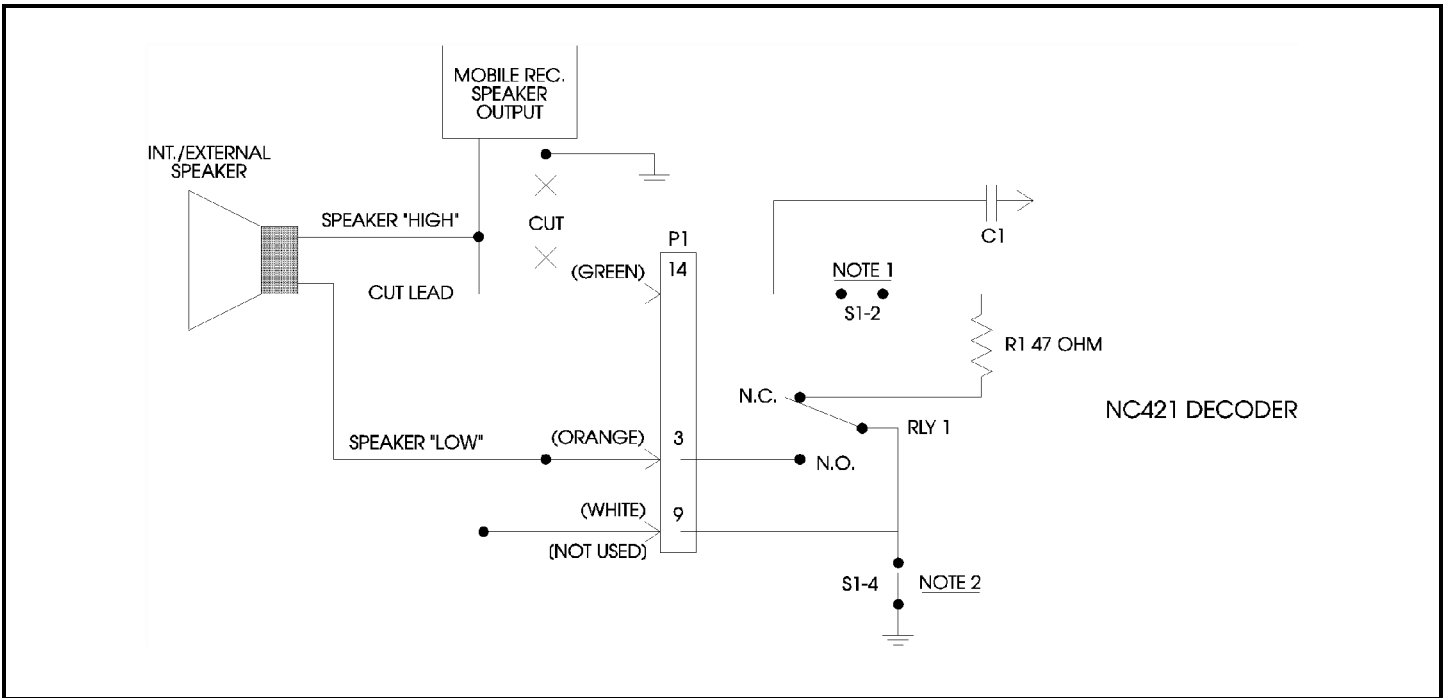 MOBILE REC.
SPEAKER
OUTPUT
INT./EXTERNAL
SPEAKER
SPEAKER "HIGH"
CUT
CUT LEAD
P1
(GREEN)
14
C1
NOTE 1
S1-2
R1 47 OHM
N.C.
NC421 DECODER
RLY 1
SPEAKER "LOW"
(ORANGE)
3
N.O.
(WHITE)
9
(NOT USED)
S1-4
NOTE 2